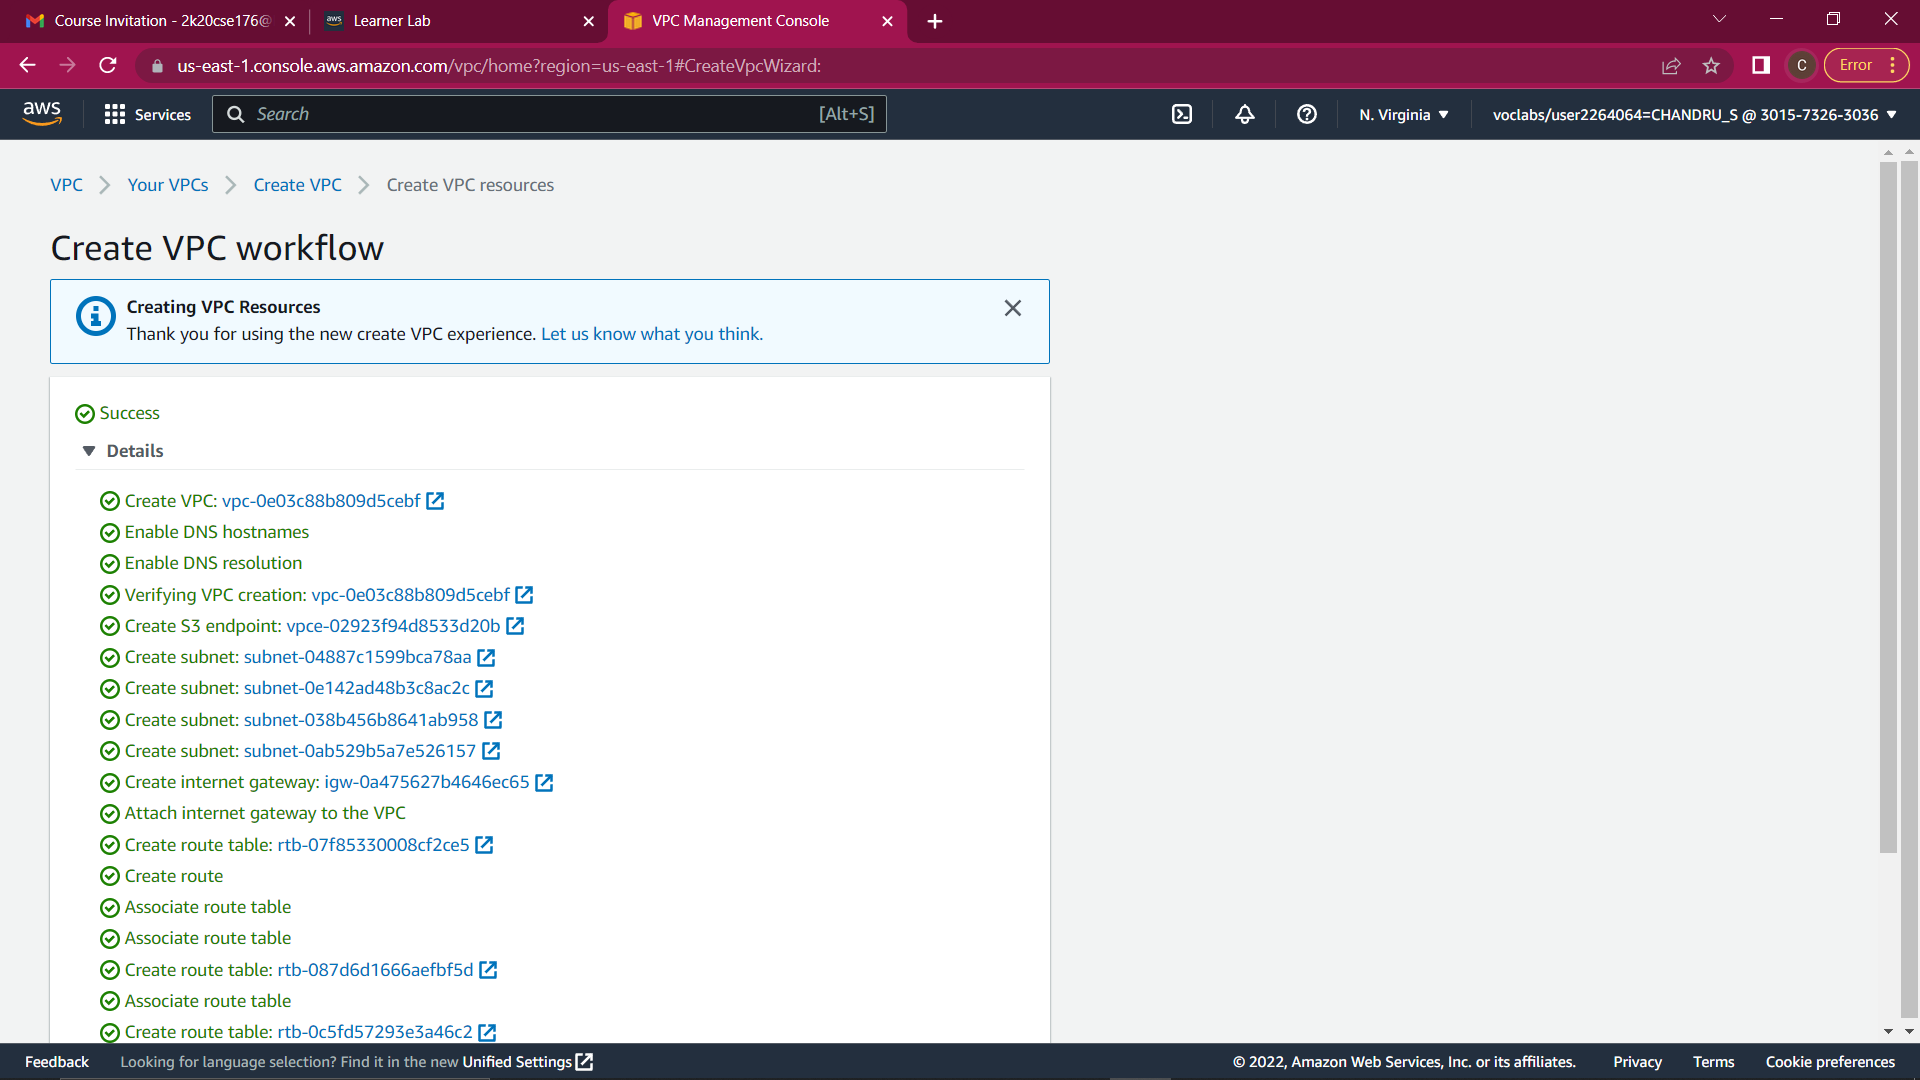 Course Invitation - 2k20cse176@
Learner Lab
VPC Management Console
us-east-1.console.aws.amazon.com/vpc/home?region=us-east-1#CreateVpcWizard:
C
Error
aws
Services
Search
[Alt+S]
N. Virginia
voclabs/user2264064=CHANDRU_S @ 3015-7326-3036
VPC
Your VPCs
Create VPC
Create VPC resources
Create VPC workflow
Creating VPC Resources
Thank you for using the new create VPC experience. Let us know what you think.
Success
Details
Create VPC: vpc-0e03c88b809d5cebf
Enable DNS hostnames
Enable DNS resolution
Verifying VPC creation: vpc-0e03c88b809d5cebf
Create S3 endpoint: vpce-02923f94d8533d20b
Create subnet: subnet-04887c1599bca78aa
Create subnet: subnet-0e142ad48b3c8ac2c
Create subnet: subnet-038b456b8641ab958
Create subnet: subnet-0ab529b5a7e526157
Create internet gateway: igw-0a475627b4646ec65
Attach internet gateway to the VPC
Create route table: rtb-07f85330008cf2ce5
Create route
Associate route table
Associate route table
Create route table: rtb-087d6d1666aefbf5d
Associate route table
Create route table: rtb-0c5fd57293e3a46c2
Feedback
Looking for language selection? Find it in the new Unified Settings
© 2022, Amazon Web Services, Inc. or its affiliates.
Privacy
Terms
Cookie preferences